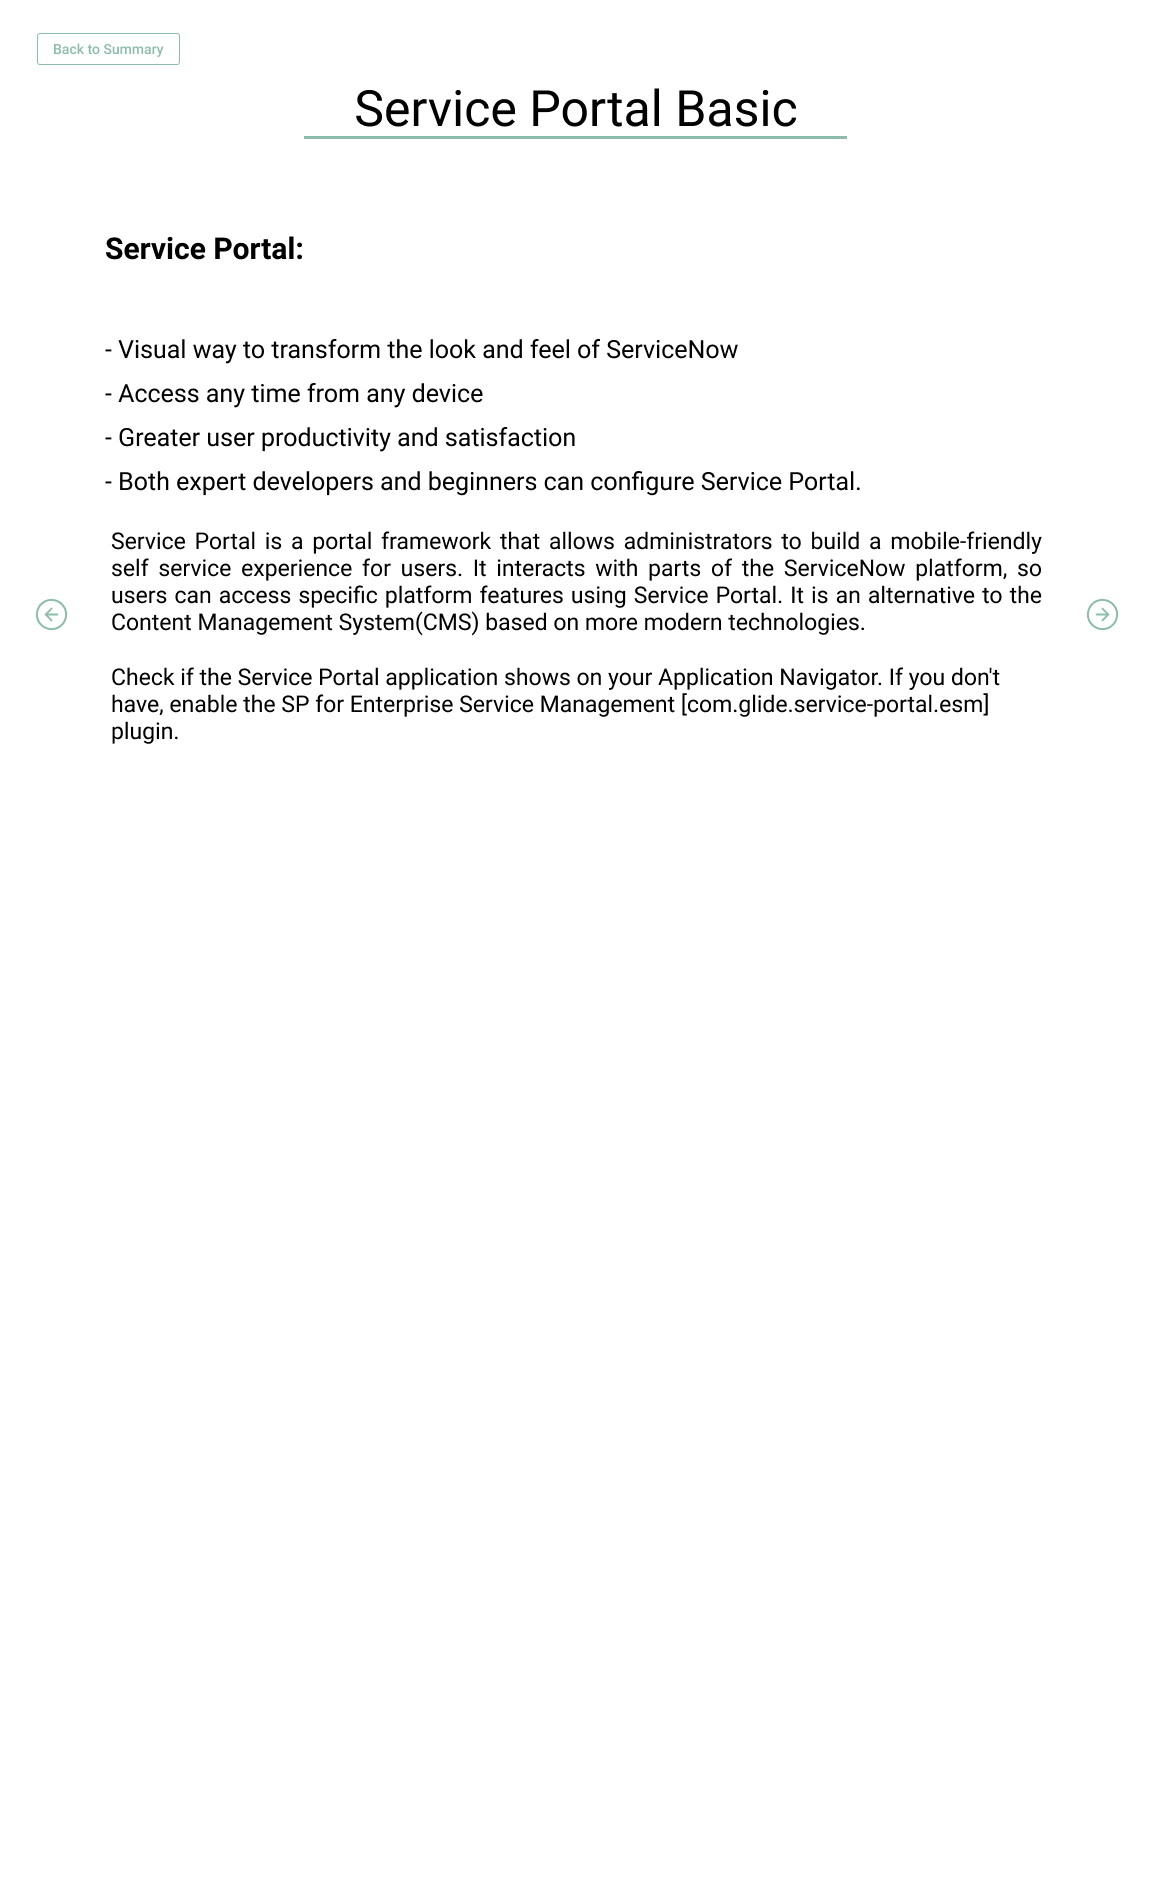 Back to Summary
Service Portal Basic
Service Portal:
- Visual way to transform the look and feel of ServiceNow
- Access any time from any device
- Greater user productivity and satisfaction
- Both expert developers and beginners can configure Service Portal.
Service Portal is a portal framework that allows administrators to build a mobile-friendly
self service experience for users. It interacts with parts of the ServiceNow platform, so
users can access specific platform features using Service Portal. It is an alternative to the
Content Management System(CMS) based on more modern technologies.
Check if the Service Portal application shows on your Application Navigator. If you don't
have, enable the SP for Enterprise Service Management [com.glide.service-portal.esm]
plugin.